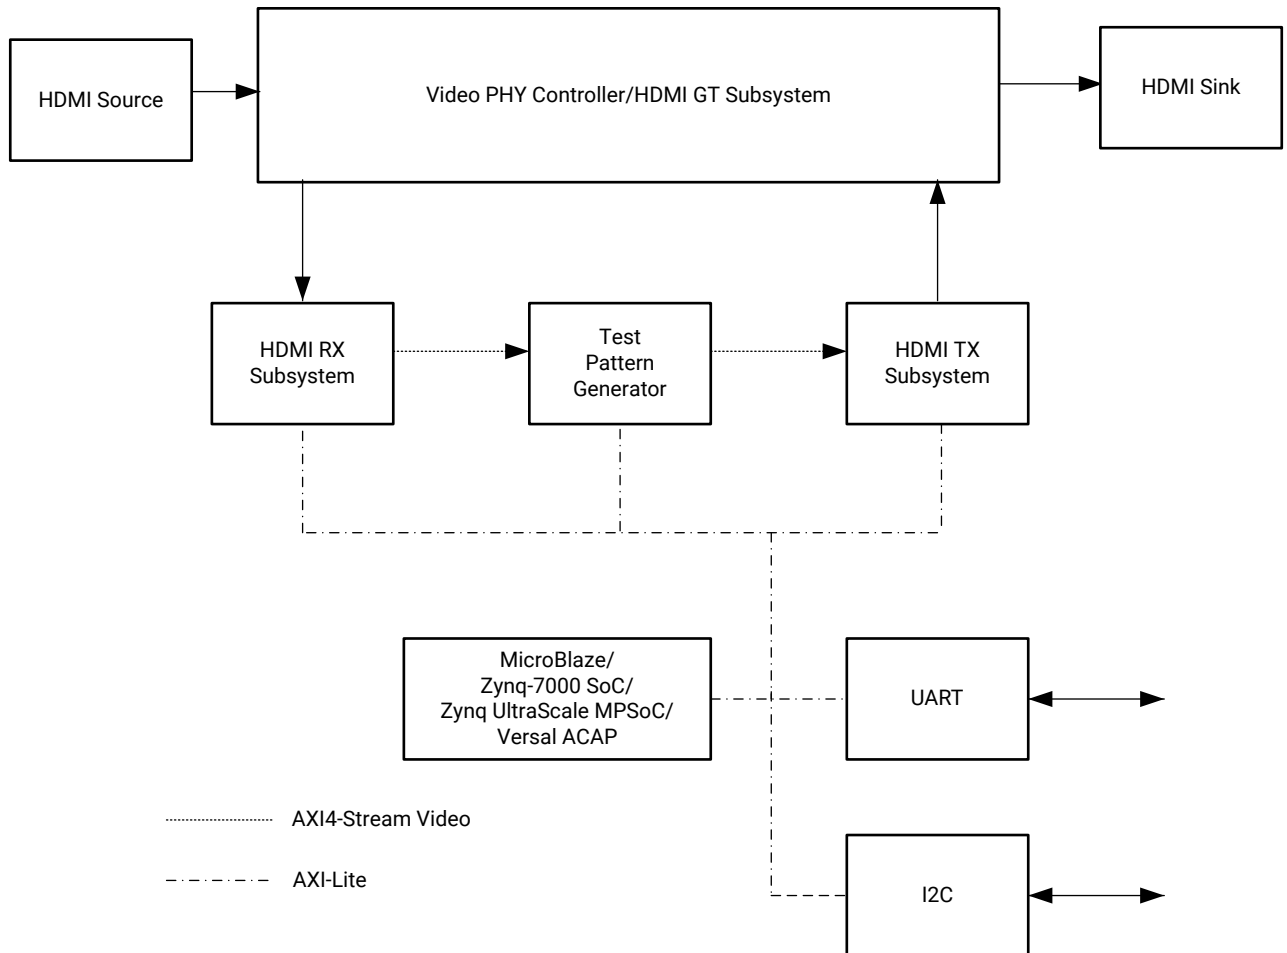 HDMI Source
Video PHY Controller/HDMI GT Subsystem
HDMI Sink
HDMI RX
Subsystem
Test
Pattern
Generator
HDMI TX
Subsystem
MicroBlaze/
Zynq-7000 SoC/
Zynq UltraScale MPSoC/
Versal ACAP
UART
AXI4-Stream Video
AXI-Lite
I2C